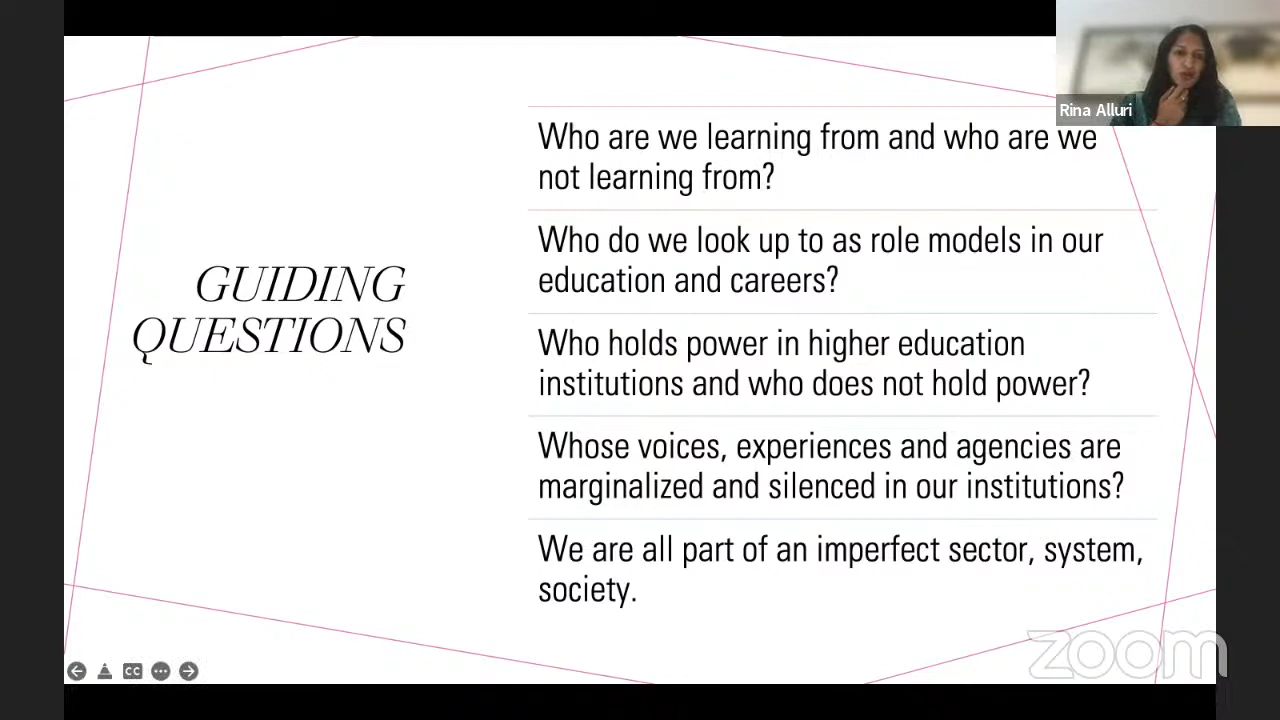 Rina Alluri
GUIDING
QUESTIONS
Who are we learning from and who are we
not learning from?
Who do we look up to as role models in our
education and careers?
Who holds power in higher education
institutions and who does not hold power?
Whose voices, experiences and agencies are
marginalized and silenced in our institutions?
We are all part of an imperfect sector, system,
society.
CC
zoom